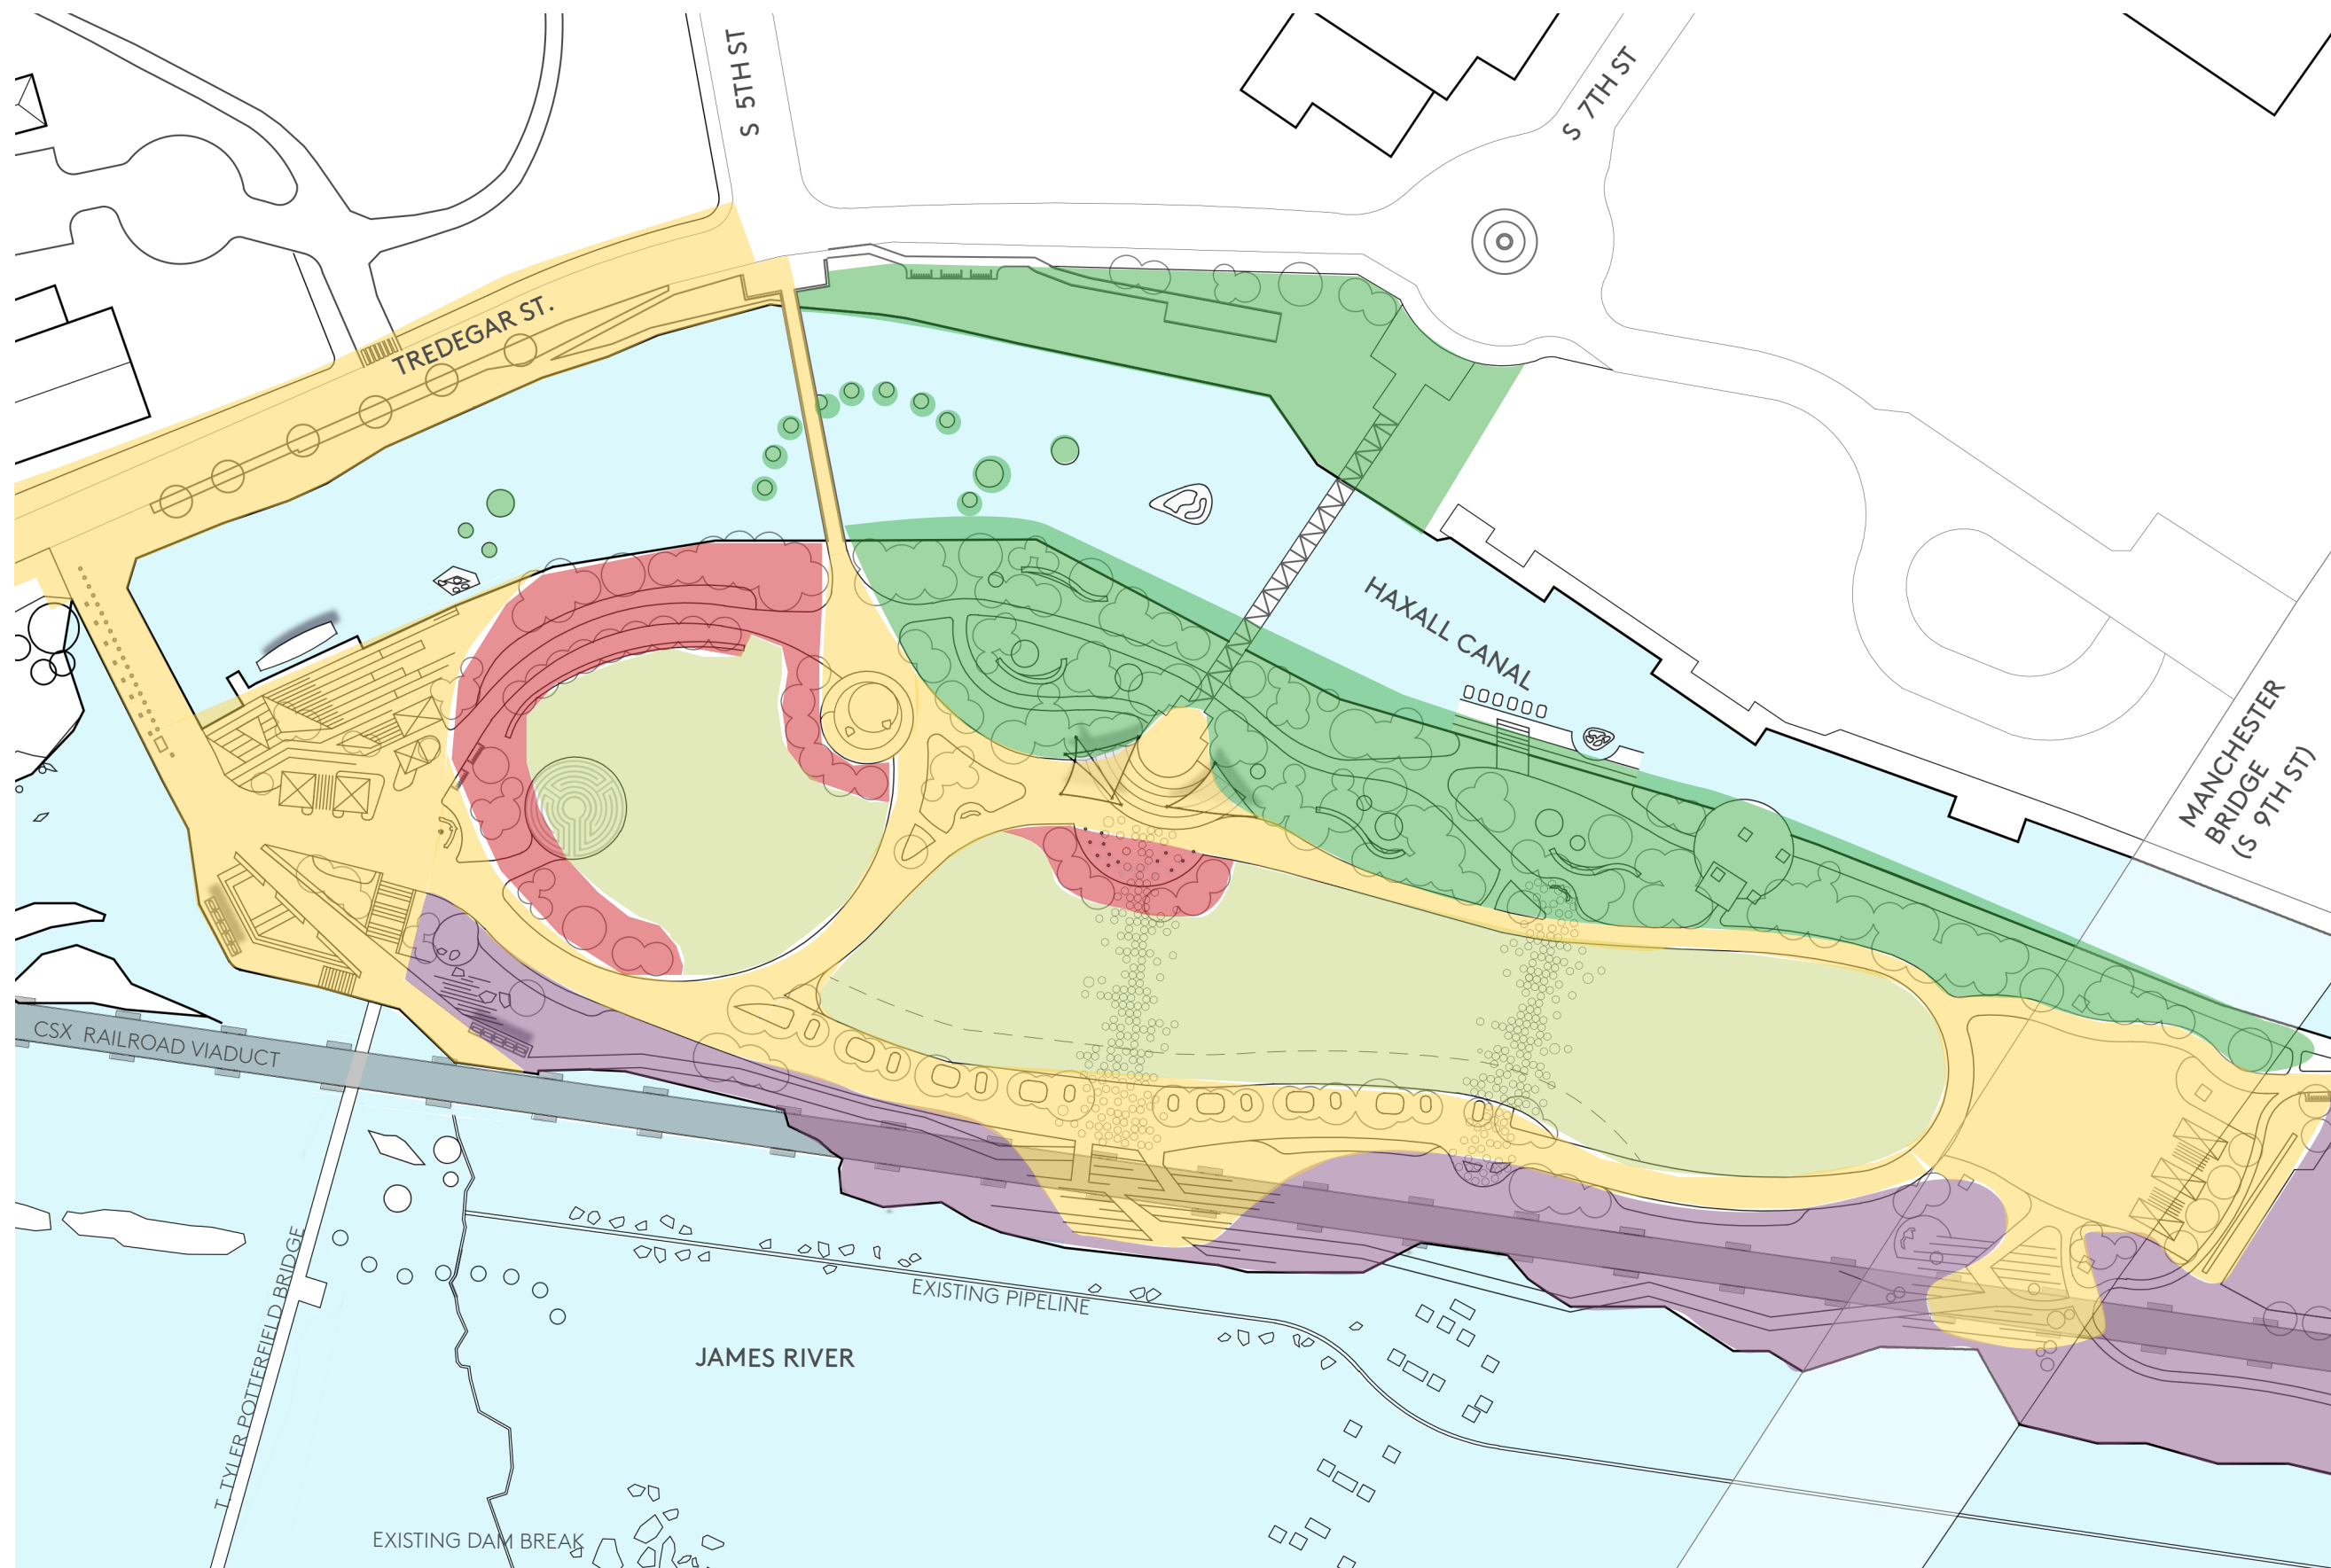 S 5TH ST
S 7TH ST
TREDEGAR ST.
HAXALL CANAL
MANCHESTER
BRIDGE
(S 9TH ST)
CSX RAILROAD VIADUCT
T. TYLER POTTERFIELD BRIDGE
EXISTING PIPELINE
JAMES RIVER
EXISTING DAM BREAK